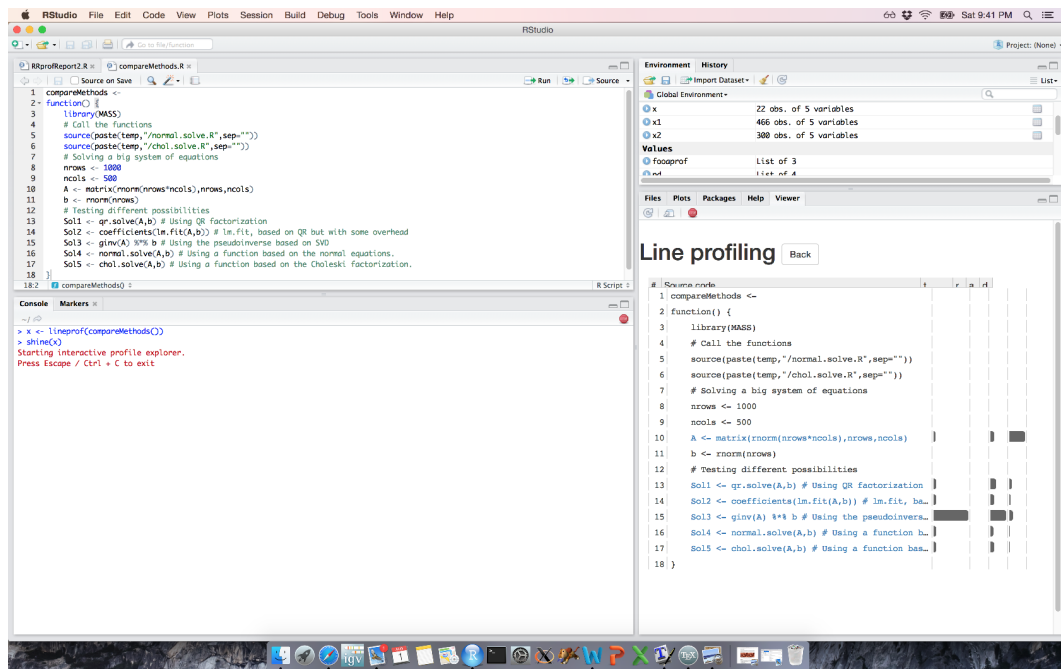 RStudio File Edit Code View Plots Session Build Debug Tools Window Help Sat 9:41 PM
RStudio
Go to file/function Project: (None)
RRprofReport2.R × compareMethods.R ×
Source on Save Run Source
1 compareMethods <-
2 function() {
3 library(MASS)
4 # Call the functions
5 source(paste(temp,"/normal.solve.R",sep=""))
6 source(paste(temp,"/chol.solve.R",sep=""))
7 # Solving a big system of equations
8 nrows <- 1000
9 ncols <- 500
10 A <- matrix(rnorm(nrows*ncols),nrows,ncols)
11 b <- rnorm(nrows)
12 # Testing different possibilities
13 Sol1 <- qr.solve(A,b) # Using QR factorization
14 Sol2 <- coefficients(lm.fit(A,b)) # lm.fit, based on QR but with some overhead
15 Sol3 <- ginv(A) %*% b # Using the pseudoinverse based on SVD
16 Sol4 <- normal.solve(A,b) # Using a function based on the normal equations.
17 Sol5 <- chol.solve(A,b) # Using a function based on the Choleski factorization.
18 }
18:2 compareMethods() R Script
Console Markers ×
~/
> x <- lineprof(compareMethods())
> shine(x)
Starting interactive profile explorer.
Press Escape / Ctrl + C to exit
Environment History
Import Dataset List
Global Environment
x 22 obs. of 5 variables
x1 466 obs. of 5 variables
x2 300 obs. of 5 variables
Values
fooaprof List of 3
pd List of 4
Files Plots Packages Help Viewer
Line profiling Back
# Source code t r a d
1 compareMethods <-
2 function() {
3 library(MASS)
4 # Call the functions
5 source(paste(temp,"/normal.solve.R",sep=""))
6 source(paste(temp,"/chol.solve.R",sep=""))
7 # Solving a big system of equations
8 nrows <- 1000
9 ncols <- 500
10 A <- matrix(rnorm(nrows*ncols),nrows,ncols)
11 b <- rnorm(nrows)
12 # Testing different possibilities
13 Sol1 <- qr.solve(A,b) # Using QR factorization
14 Sol2 <- coefficients(lm.fit(A,b)) # lm.fit, ba…
15 Sol3 <- ginv(A) %*% b # Using the pseudoinvers…
16 Sol4 <- normal.solve(A,b) # Using a function b…
17 Sol5 <- chol.solve(A,b) # Using a function bas…
18 }
igv